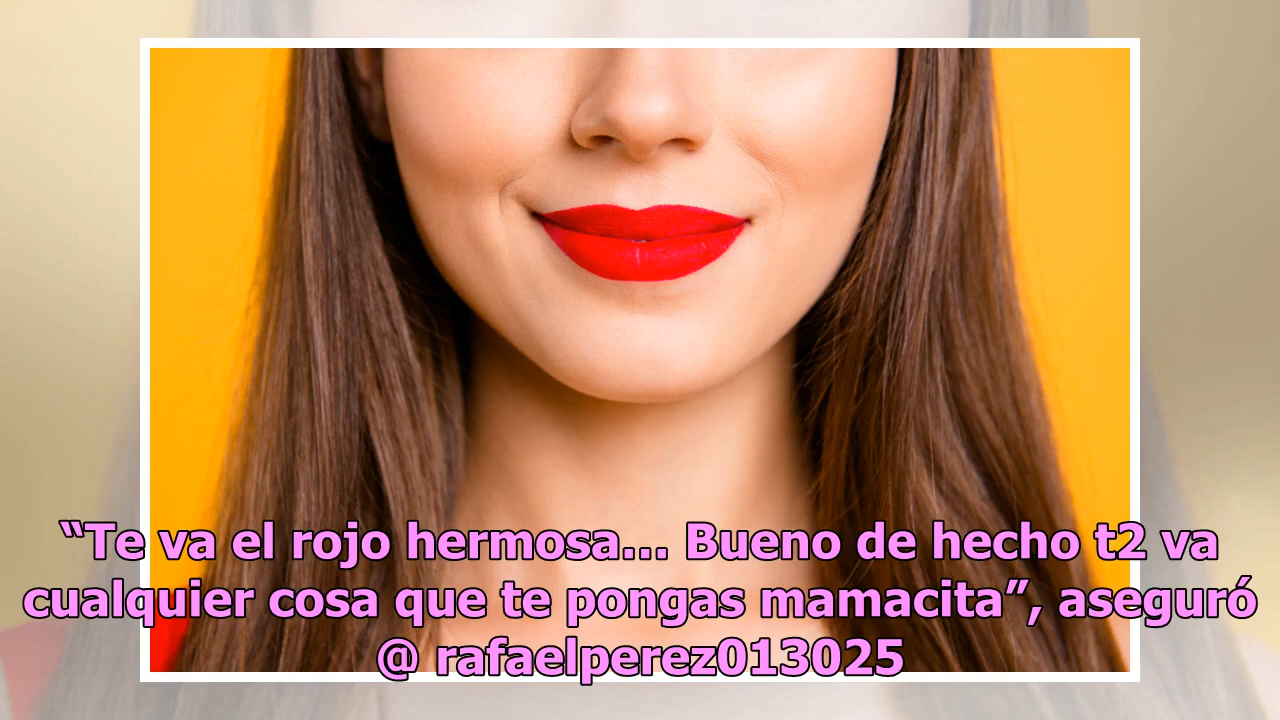 “Te va el rojo hermosa... Bueno de hecho t2 va
cualquier cosa que te pongas mamacita”, aseguró
@ rafaelperez013025